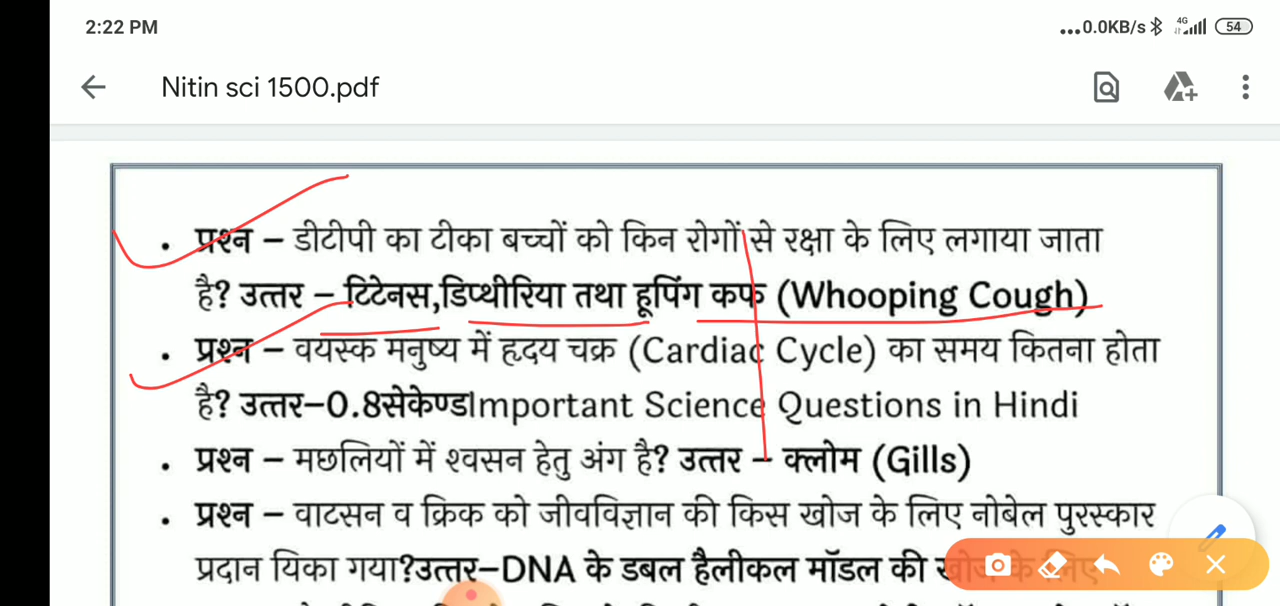 2:22 PM ...0.0KB/s 4G 54
Nitin sci 1500.pdf
• प्रश्न – डीटीपी का टीका बच्चों को किन रोगों से रक्षा के लिए लगाया जाता
है? उत्तर – टिटेनस,डिप्थीरिया तथा हूपिंग कफ (Whooping Cough)
• प्रश्न – वयस्क मनुष्य में हृदय चक्र (Cardiac Cycle) का समय कितना होता
है? उत्तर–0.8सेकेण्ड|Important Science Questions in Hindi
• प्रश्न – मछलियों में श्वसन हेतु अंग है? उत्तर – क्लोम (Gills)
• प्रश्न – वाटसन व क्रिक को जीवविज्ञान की किस खोज के लिए नोबेल पुरस्कार
प्रदान यिका गया?उत्तर–DNA के डबल हैलीकल मॉडल की खोज के लिए